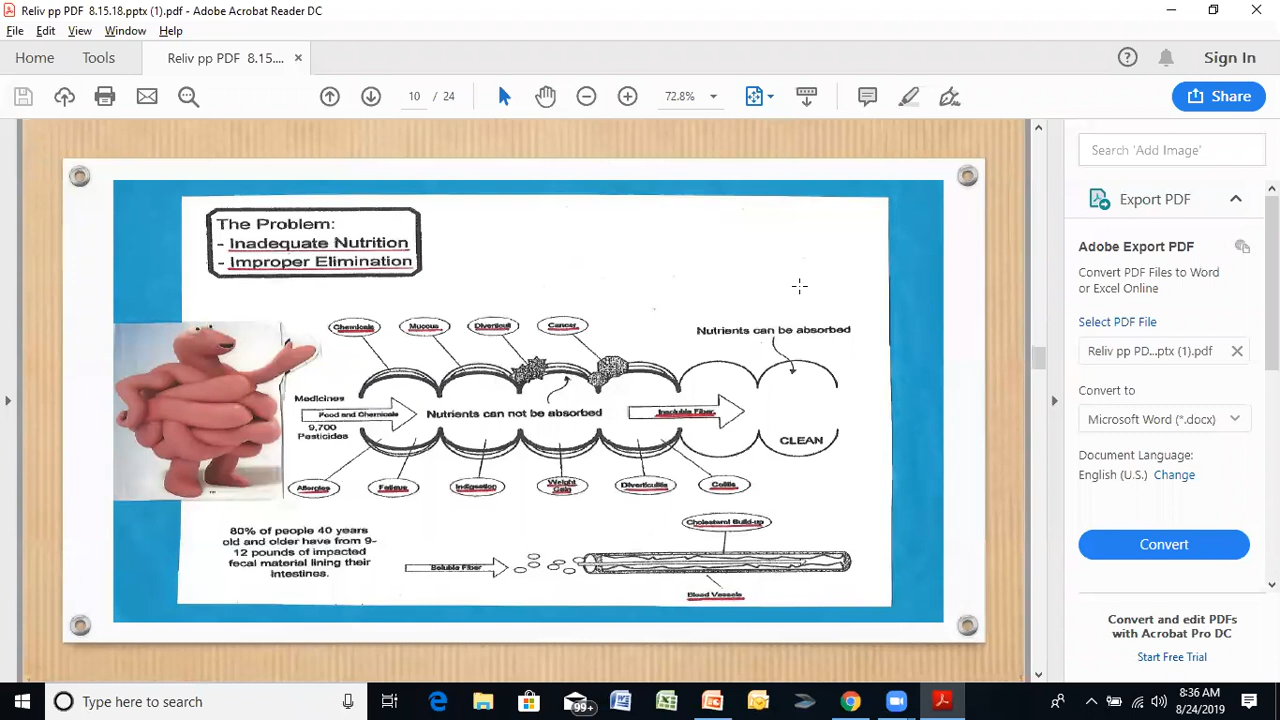 Reliv pp PDF  8.15.18.pptx (1).pdf - Adobe Acrobat Reader DC
File Edit View Window Help
Home Tools Reliv pp PDF 8.15.... Sign In
10 / 24 72.8% Share
Search 'Add Image'
Export PDF
Adobe Export PDF
Convert PDF Files to Word
or Excel Online
Select PDF File
Reliv pp PD...ptx (1).pdf
Convert to
Microsoft Word (*.docx)
Document Language:
English (U.S.) Change
Convert
Convert and edit PDFs
with Acrobat Pro DC
Start Free Trial
The Problem:
- Inadequate Nutrition
- Improper Elimination
Chemicals Mucous Diverticuli Cancer
Nutrients can be absorbed
Medicines
Food and Chemicals
9,700
Pesticides
Nutrients can not be absorbed
Insoluble Fiber
CLEAN
Allergies Fatigue Indigestion Weight
Gain Diverticulitis Colitis
80% of people 40 years
old and older have from 9-
12 pounds of impacted
fecal material lining their
intestines.
Cholesterol Build-up
Soluble Fiber
Blood Vessels
Type here to search
99+
8:36 AM
8/24/2019